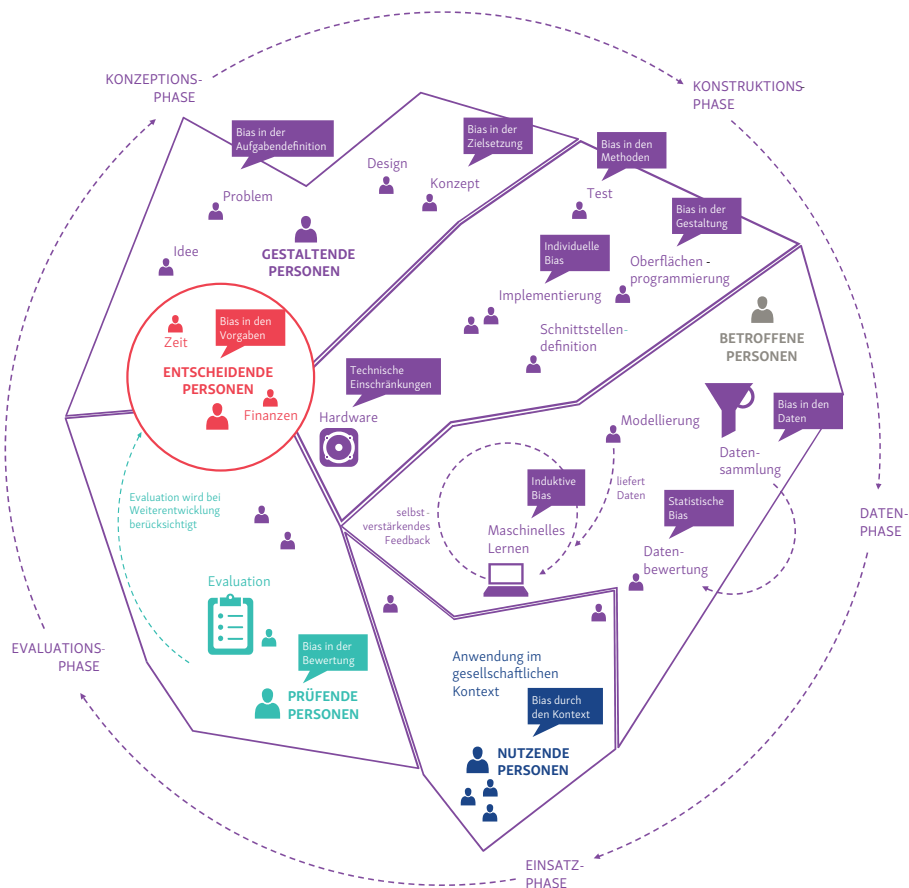 KONZEPTIONS-
PHASE
KONSTRUKTIONS-
PHASE
Bias in der
Aufgabendefinition
Bias in der
Zielsetzung
Bias in den
Methoden
Design
Konzept
Problem
Test
Bias in der
Gestaltung
Idee
GESTALTENDE
PERSONEN
Individuelle
Bias
Oberflächen-
programmierung
Implementierung
Bias in den
Vorgaben
Zeit
Schnittstellen-
definition
BETROFFENE
PERSONEN
ENTSCHEIDENDE
PERSONEN
Finanzen
Technische
Einschränkungen
Hardware
Modellierung
Bias in den
Daten
Daten-
sammlung
Evaluation wird bei
Weiterentwicklung
berücksichtigt
selbst-
verstärkendes
Feedback
Induktive
Bias
liefert
Daten
Statistische
Bias
Maschinelles
Lernen
Daten-
bewertung
DATEN-
PHASE
Evaluation
EVALUATIONS-
PHASE
Bias in der
Bewertung
PRÜFENDE
PERSONEN
Anwendung im
gesellschaftlichen
Kontext
Bias durch
den Kontext
NUTZENDE
PERSONEN
EINSATZ-
PHASE